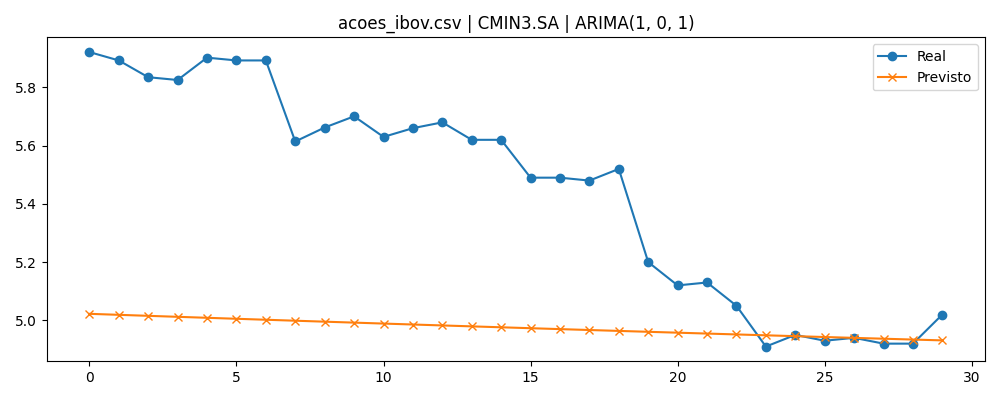 acoes_ibov.csv | CMIN3.SA | ARIMA(1, 0, 1)
Real
Previsto
5.8
5.6
5.4
5.2
5.0
0 5 10 15 20 25 30